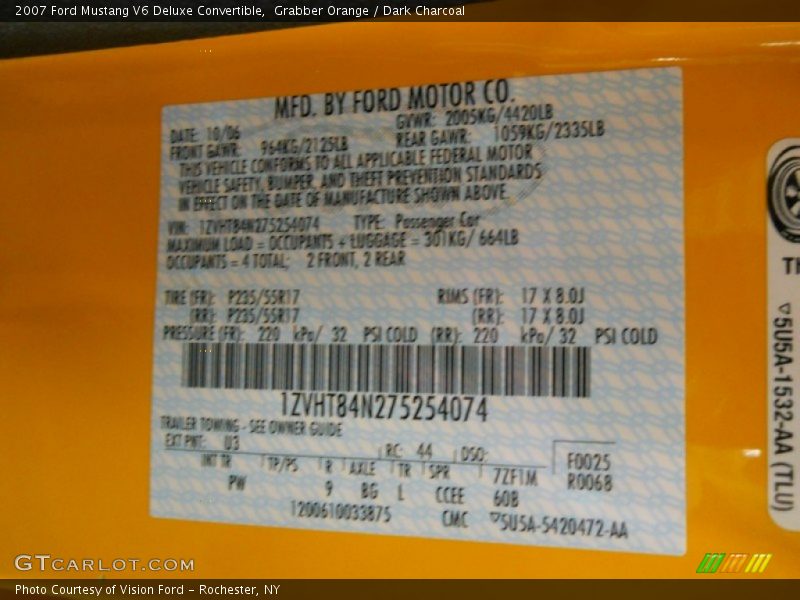 2007 Ford Mustang V6 Deluxe Convertible, Grabber Orange / Dark Charcoal
MFD. BY FORD MOTOR CO.
DATE: 10/06 GVWR: 2005KG/4420LB
FRONT GAWR: 964KG/2125LB REAR GAWR: 1059KG/2335LB
THIS VEHICLE CONFORMS TO ALL APPLICABLE FEDERAL MOTOR
VEHICLE SAFETY, BUMPER, AND THEFT PREVENTION STANDARDS
IN EFFECT ON THE DATE OF MANUFACTURE SHOWN ABOVE.
VIN: 1ZVHT84N275254074 TYPE: Passenger Car
MAXIMUM LOAD = OCCUPANTS + LUGGAGE = 301KG/ 664LB
OCCUPANTS = 4 TOTAL; 2 FRONT, 2 REAR
TIRE (FR): P235/55R17 RIMS (FR): 17 X 8.0J
(RR): P235/55R17 (RR): 17 X 8.0J
PRESSURE (FR): 220 kPa/ 32 PSI COLD (RR): 220 kPa/ 32 PSI COLD
1ZVHT84N275254074
TRAILER TOWING - SEE OWNER GUIDE
EXT PNT: U3 RC: 44 DSO:
INT TR TP/PS R AXLE TR SPR 7ZF1M
PW 9 BG L CCEE 60B
F0025
R0068
1200610033875 CMC ▽5U5A-5420472-AA
TH
▽5U5A-1532-AA (TLU)
GTCARLOT.COM
Photo Courtesy of Vision Ford - Rochester, NY